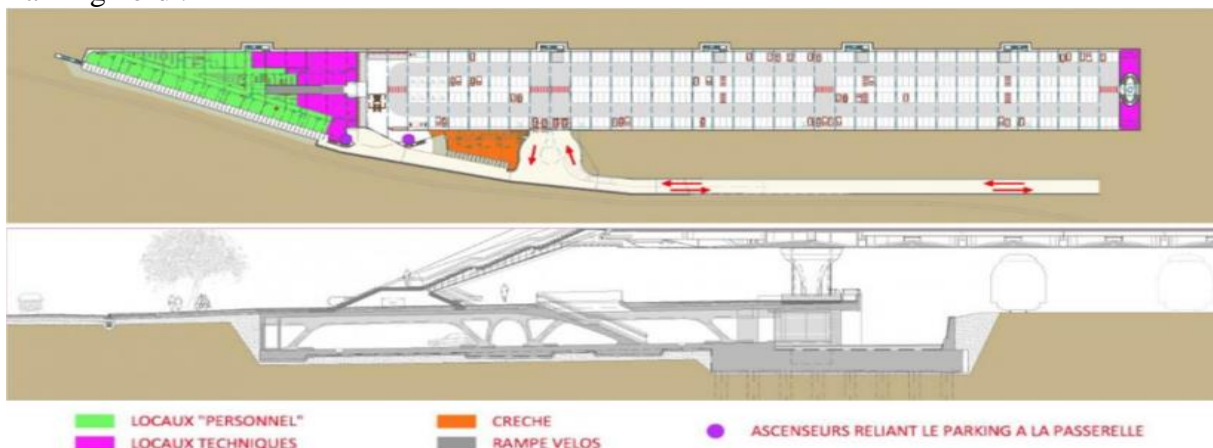 LOCAUX "PERSONNEL"
CRECHE
ASCENSEURS RELIANT LE PARKING A LA PASSERELLE
LOCAUX TECHNIQUES
RAMPE VELOS